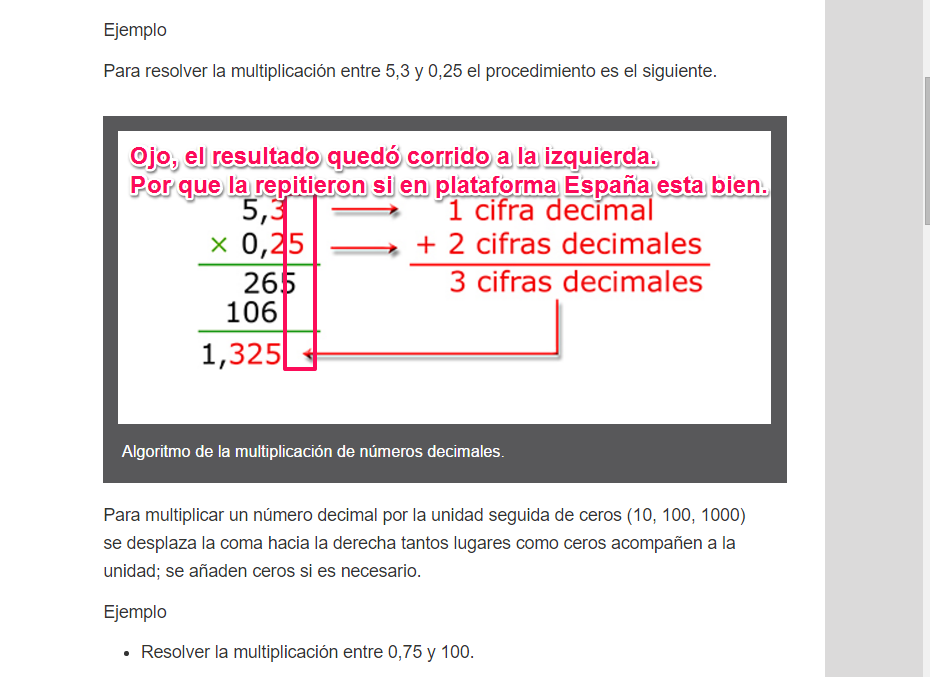 Ejemplo
Para resolver la multiplicación entre 5,3 y 0,25 el procedimiento es el siguiente.
Ojo, el resultado quedó corrido a la izquierda.
Por que la repitieron si en plataforma España esta bien.
5,3 1 cifra decimal
× 0,25 + 2 cifras decimales
265 3 cifras decimales
106
1,325
Algoritmo de la multiplicación de números decimales.
Para multiplicar un número decimal por la unidad seguida de ceros (10, 100, 1000)
se desplaza la coma hacia la derecha tantos lugares como ceros acompañen a la
unidad; se añaden ceros si es necesario.
Ejemplo
• Resolver la multiplicación entre 0,75 y 100.